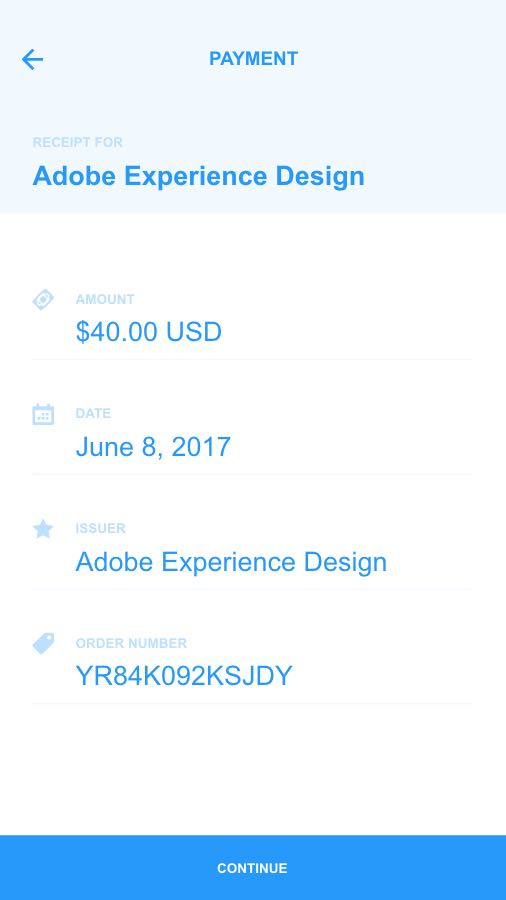 PAYMENT
RECEIPT FOR
Adobe Experience Design
AMOUNT
$40.00 USD
DATE
June 8, 2017
ISSUER
Adobe Experience Design
ORDER NUMBER
YR84K092KSJDY
CONTINUE